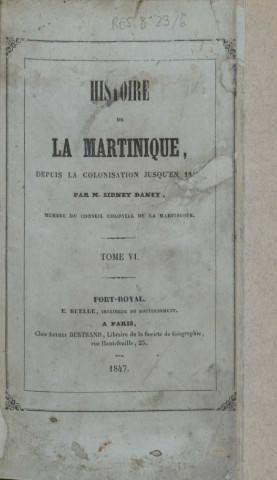 RES. 8° 23/6
HISTOIRE
DE
LA MARTINIQUE,
DEPUIS LA COLONISATION JUSQU'EN
PAR M. SIDNEY DANEY,
MEMBRE DU CONSEIL COLONIAL DE LA MARTINIQUE.
TOME VI.
FORT-ROYAL,
E. RUELLE, IMPRIMEUR DU GOUVERNEMENT.
A PARIS,
Chez Arthus BERTRAND, Libraire de la Société de Géographie,
rue Hautefeuille, 23.
1847.